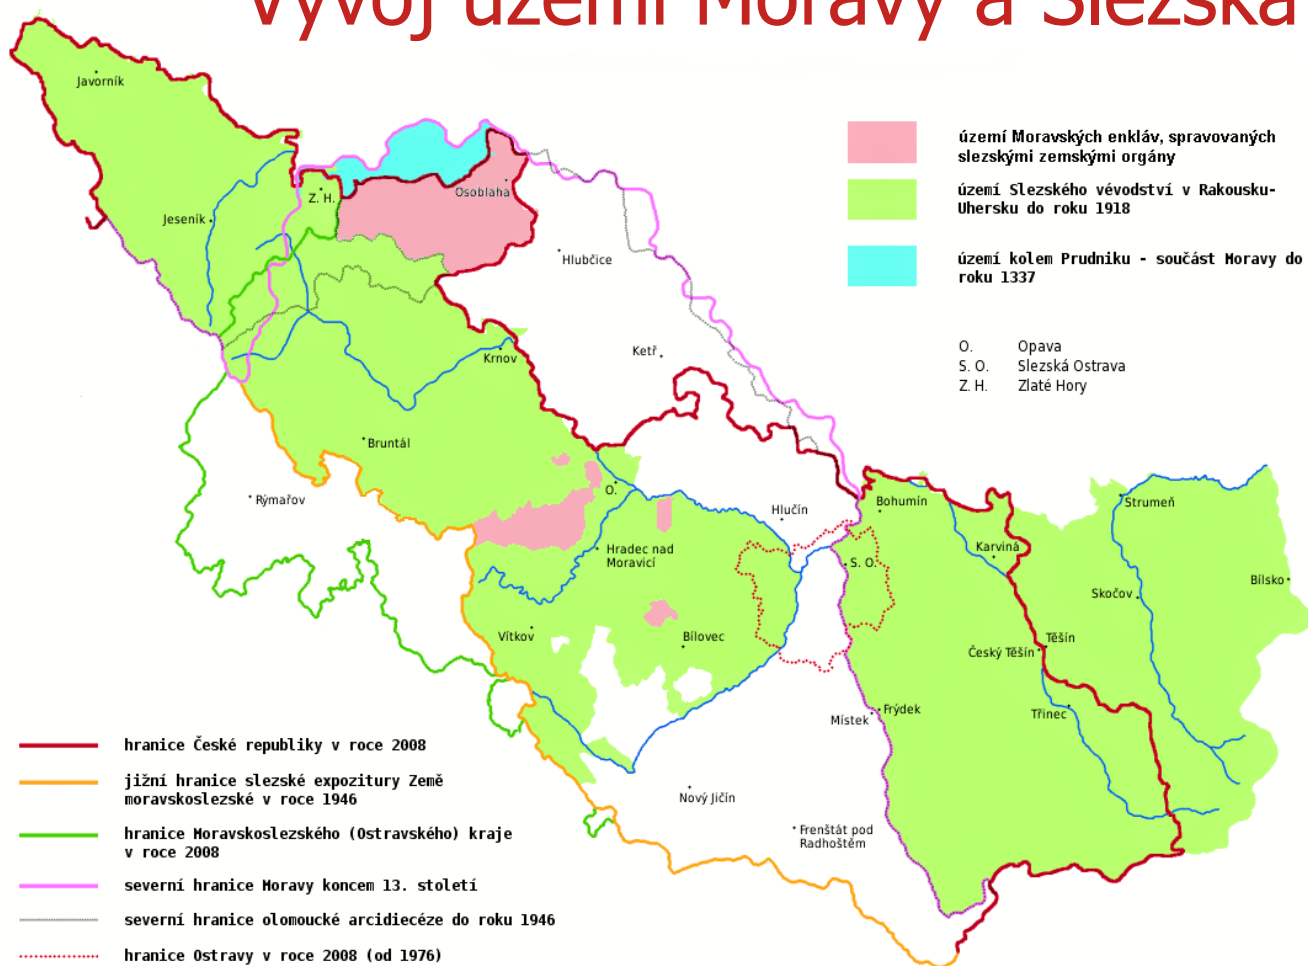 Vývoj území Moravy a Slezska
Javorník
území Moravských enkláv, spravovaných
slezskými zemskými orgány
Z. H.
Osoblaha
území Slezského vévodství v Rakousku-
Uhersku do roku 1918
Jeseník
Hlubčice
území kolem Prudniku - součást Moravy do
roku 1337
Krnov
Ketř
O. Opava
S. O. Slezská Ostrava
Z. H. Zlaté Hory
Bruntál
Rýmařov
O.
Hlučín
Bohumín
Strumeň
Hradec nad
Moravicí
S. O.
Karviná
Skočov
Bílsko
Vítkov
Bílovec
Český Těšín
Těšín
Místek
Frýdek
Třinec
Nový Jičín
Frenštát pod
Radhoštěm
hranice České republiky v roce 2008
jižní hranice slezské expozitury Země
moravskoslezské v roce 1946
hranice Moravskoslezského (Ostravského) kraje
v roce 2008
severní hranice Moravy koncem 13. století
severní hranice olomoucké arcidiecéze do roku 1946
hranice Ostravy v roce 2008 (od 1976)